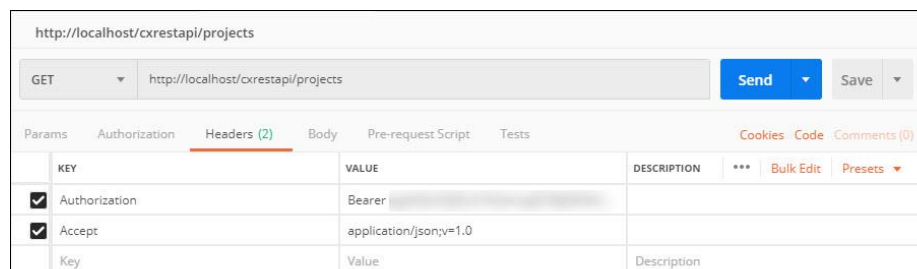 http://localhost/cxrestapi/projects
GET http://localhost/cxrestapi/projects Send Save
Params Authorization Headers (2) Body Pre-request Script Tests Cookies Code Comments (0)
KEY VALUE DESCRIPTION ••• Bulk Edit Presets
Authorization Bearer
Accept application/json;v=1.0
Key Value Description